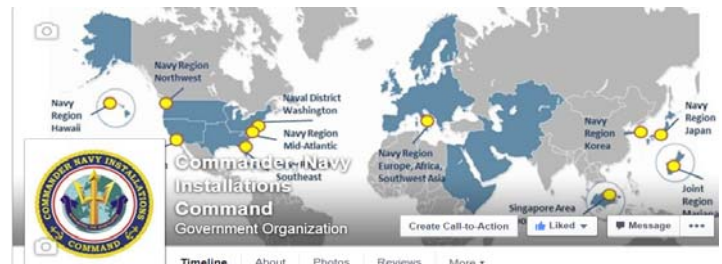 Navy Region
Northwest
Naval District
Washington
Navy
Region
Hawaii
Navy Region
Mid-Atlantic
Southeast
Navy Region
Europe, Africa,
Southwest Asia
Navy
Region
Korea
Navy
Region
Japan
Joint
Region
Singapore Area
COMMANDER NAVY INSTALLATIONS
COMMAND
Commander, Navy
Installations
Command
Government Organization
Create Call-to-Action
Liked
Message
Timeline
About
Photos
Reviews
More